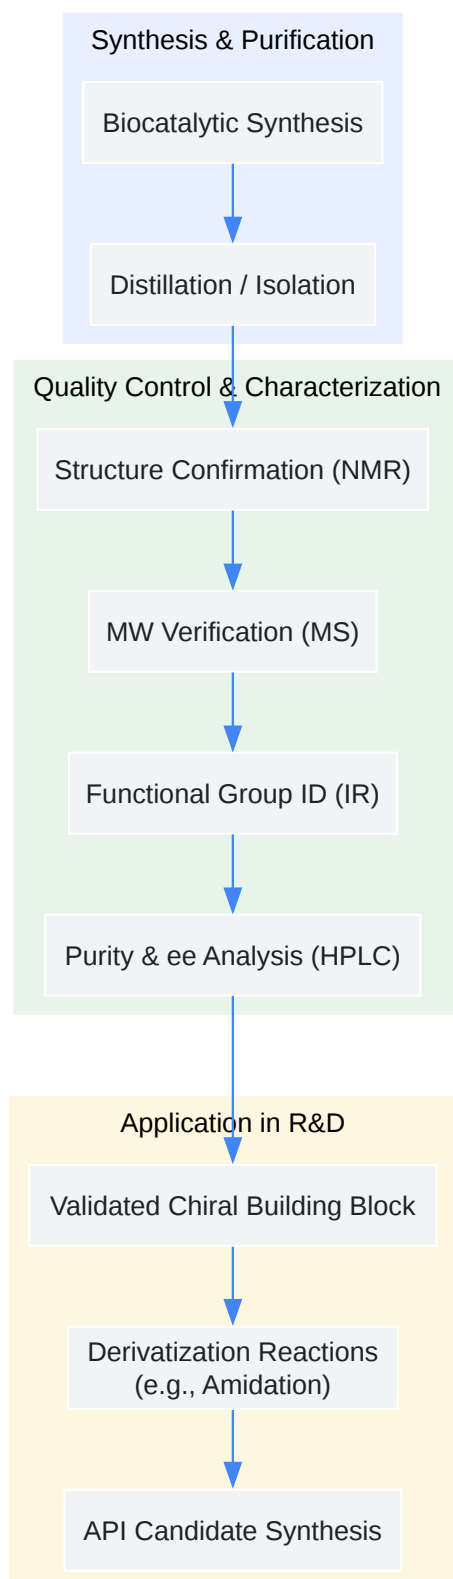 Synthesis & Purification
Biocatalytic Synthesis
Distillation / Isolation
Quality Control & Characterization
Structure Confirmation (NMR)
MW Verification (MS)
Functional Group ID (IR)
Purity & ee Analysis (HPLC)
Application in R&D
Validated Chiral Building Block
Derivatization Reactions
(e.g., Amidation)
API Candidate Synthesis